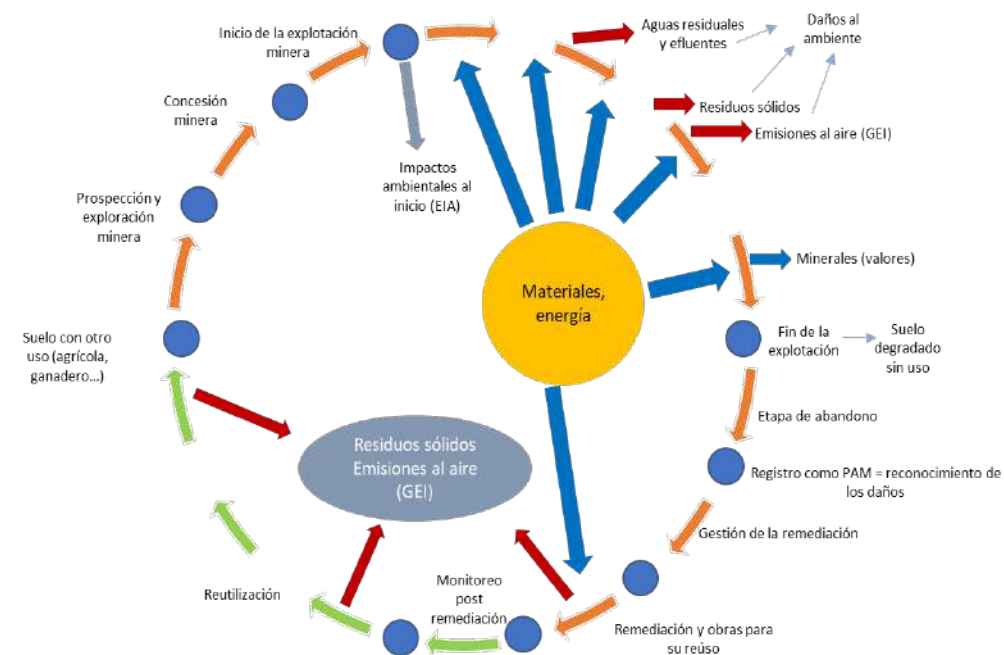 Inicio de la explotación
minera
Aguas residuales
y efluentes
Daños al
ambiente
Concesión
minera
Residuos sólidos
Emisiones al aire (GEI)
Impactos
ambientales al
inicio (EIA)
Prospección y
exploración
minera
Materiales,
energía
Minerales (valores)
Suelo con otro
uso (agrícola,
ganadero...)
Fin de la
explotación
Suelo
degradado
sin uso
Etapa de abandono
Residuos sólidos
Emisiones al aire
(GEI)
Registro como PAM = reconocimiento de
los daños
Gestión de la remediación
Reutilización
Monitoreo
post
remediación
Remediación y obras para
su reúso